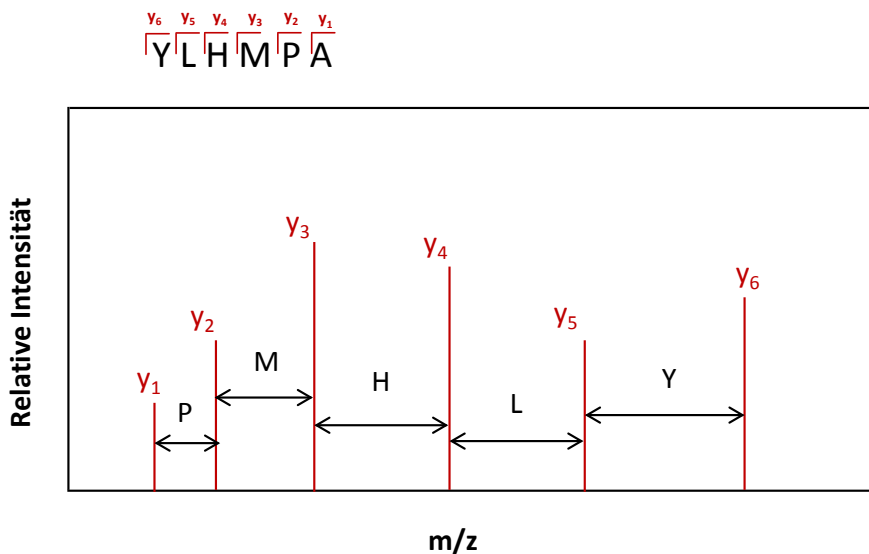 y6 y5 y4 y3 y2 y1
YLHMPA
Relative Intensität
y3
y4
y6
y2
y5
M
H
Y
y1
P
L
m/z